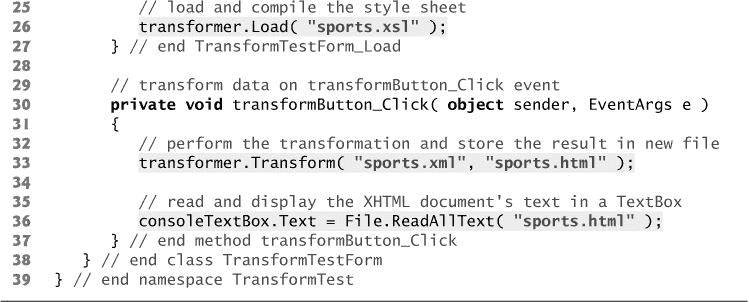 25 // load and compile the style sheet
26 transformer.Load( "sports.xsl" );
27 } // end TransformTestForm_Load
28
29 // transform data on transformButton_Click event
30 private void transformButton_Click( object sender, EventArgs e )
31 {
32 // perform the transformation and store the result in new file
33 transformer.Transform( "sports.xml", "sports.html" );
34
35 // read and display the XHTML document's text in a TextBox
36 consoleTextBox.Text = File.ReadAllText( "sports.html" );
37 } // end method transformButton_Click
38 } // end class TransformTestForm
39 } // end namespace TransformTest